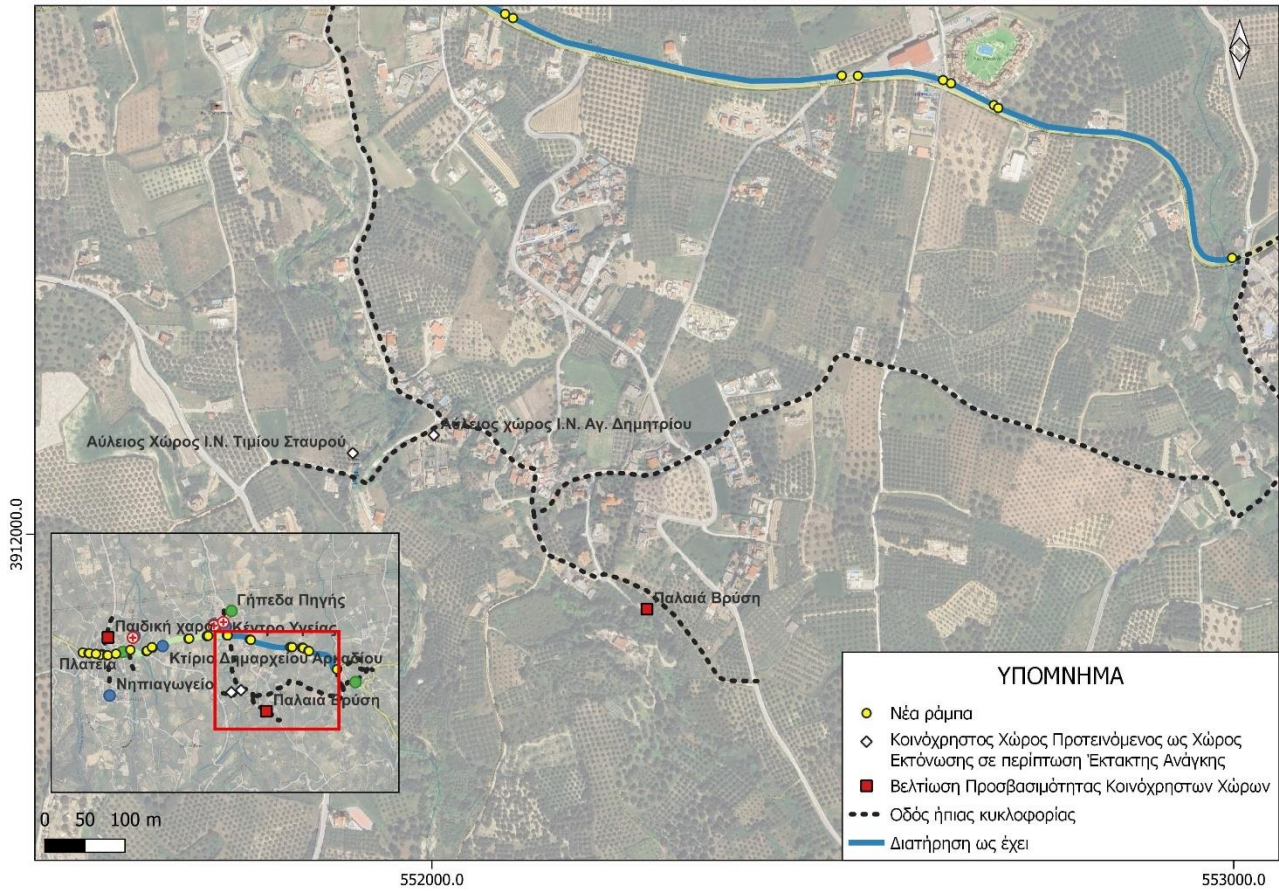 Αύλειος Χώρος Ι.Ν. Τιμίου Σταυρού
Αύλειος χώρος Ι.Ν. Αγ. Δημητρίου
Παλαιά Βρύση
3912000.0
Γήπεδα Πηγής
Παιδική χαρά
Κέντρο Υγείας
Πλατεία
Κτίριο Δημαρχείου Αρκαδίου
Νηπιαγωγείο
Παλαιά Βρύση
0 50 100 m
ΥΠΟΜΝΗΜΑ
Νέα ράμπα
Κοινόχρηστος Χώρος Προτεινόμενος ως Χώρος
Εκτόνωσης σε περίπτωση Έκτακτης Ανάγκης
Βελτίωση Προσβασιμότητας Κοινόχρηστων Χώρων
Οδός ήπιας κυκλοφορίας
Διατήρηση ως έχει
552000.0
553000.0